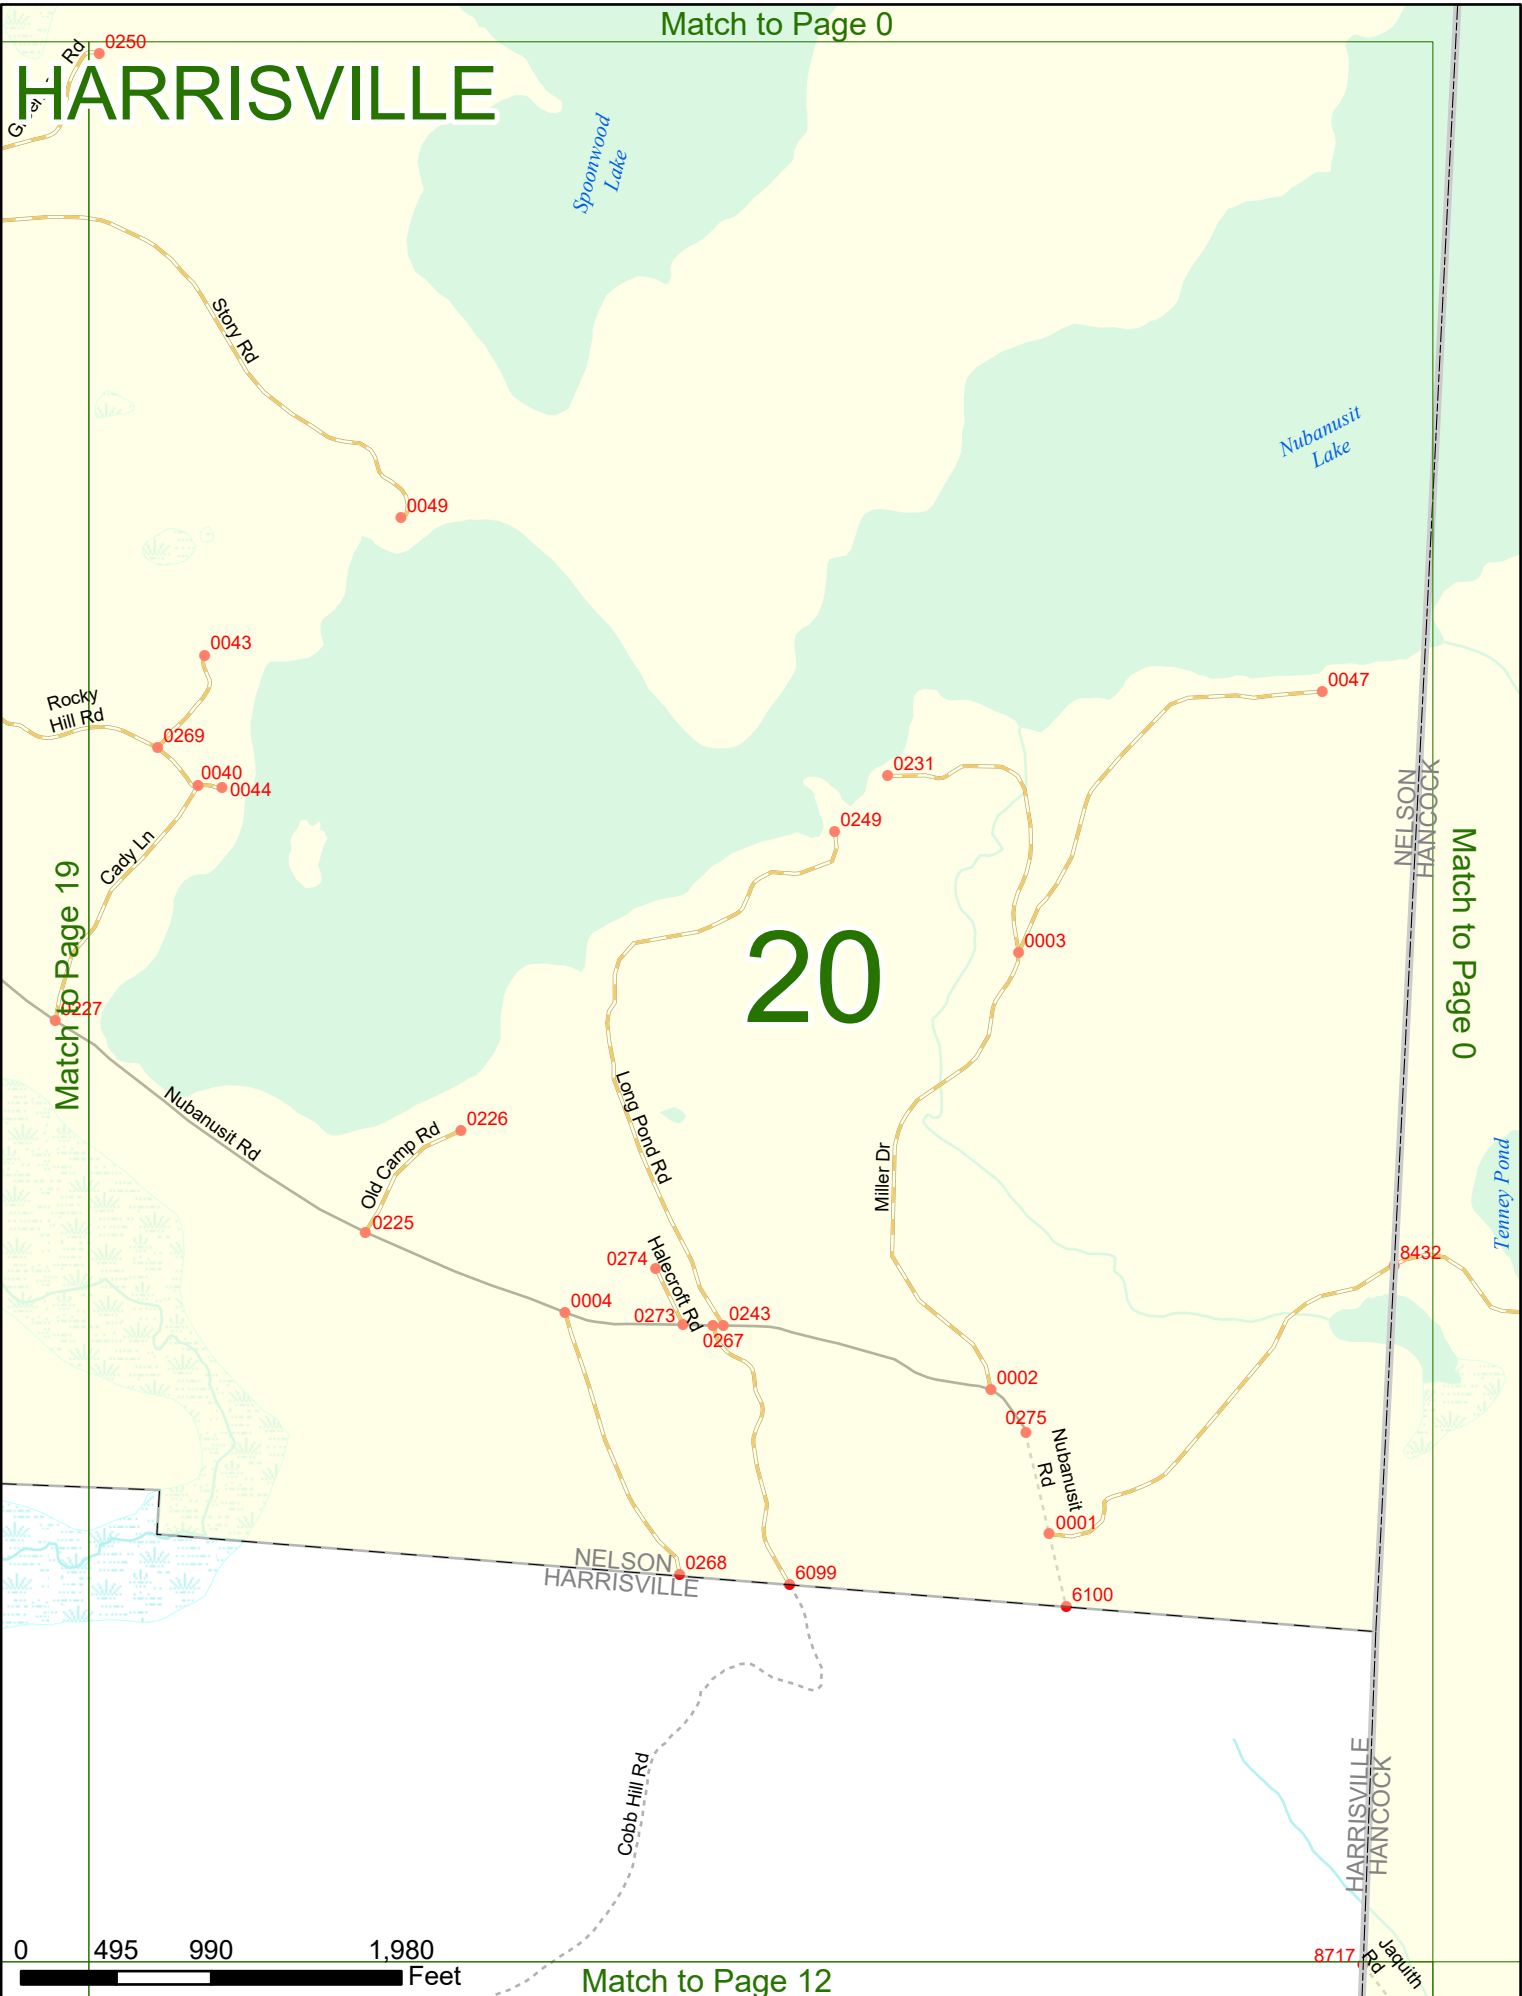 Match to Page 0
0250
Rd
HARRISVILLE
Spoonwood
Lake
Story Rd
Nubanusit
Lake
0049
0043
Rocky
Hill Rd
0047
0269
0040
0044
0231
NELSON
HANCOCK
0249
Cady Ln
Match to Page 19
Match to Page 0
20
0003
0227
Nubanusit Rd
Long Pond Rd
0226
Old Camp Rd
Miller Dr
Tenney Pond
0225
Halecroft Rd
0274
8432
0004
0273
0243
0267
0002
0275
Nubanusit
Rd
0001
NELSON
HARRISVILLE
0268
6099
6100
Cobb Hill Rd
HARRISVILLE
HANCOCK
0 495 990 1,980
Feet
8717
Jaquith
Rd
Match to Page 12